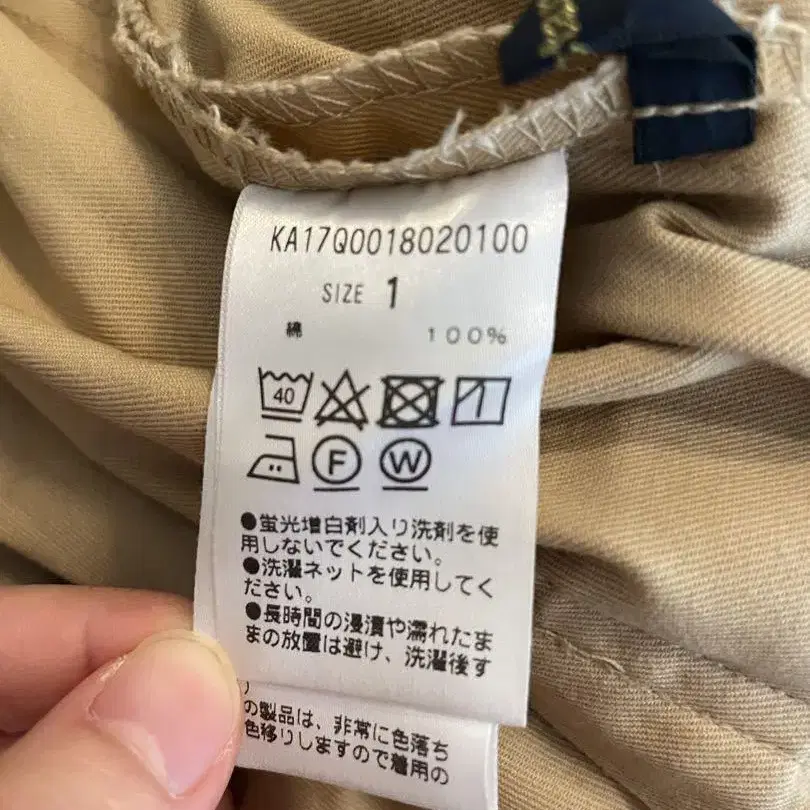 KA17Q0018020100
SIZE 1
綿 100%
40
F W
●蛍光増白剤入り洗剤を使
用しないでください。
●洗濯ネットを使用してく
ださい。
●長時間の浸漬や濡れたま
まの放置は避け、洗濯後す
の製品は、非常に色落ち
色移りしますので着用の